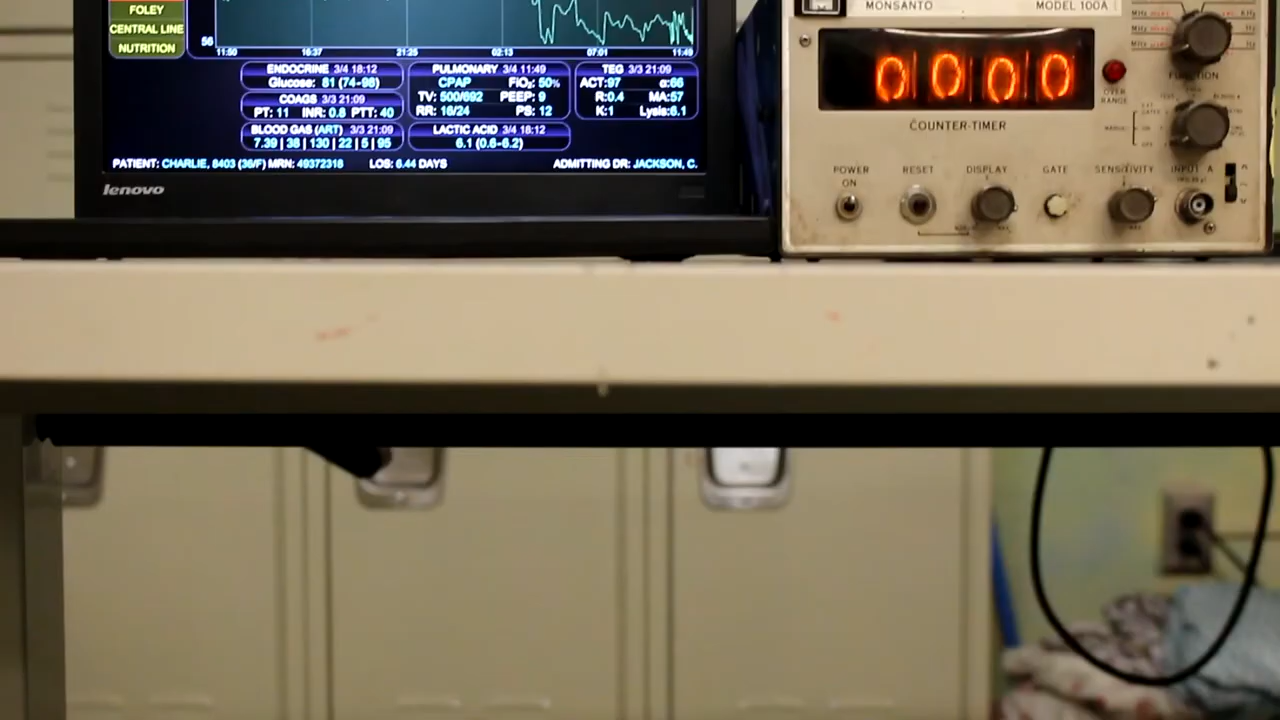 FOLEY
CENTRAL LINE
NUTRITION
56
11:50 16:37 21:25 02:13 07:01 11:49
ENDOCRINE 3/4 18:12
Glucose: 81 (74-98)
COAGS 3/3 21:09
PT: 11 INR: 0.8 PTT: 40
BLOOD GAS (ART) 3/3 21:09
7.39 | 38 | 130 | 22 | 5 | 95
PULMONARY 3/4 11:49
CPAP FIO₂: 50%
TV: 500/692 PEEP: 9
RR: 16/24 PS: 12
LACTIC ACID 3/4 18:12
6.1 (0.6-6.2)
TEG 3/3 21:09
ACT:97 α:66
R:0.4 MA:57
K:1 Lysis:6.1
PATIENT: CHARLIE, 8403 (36/F) MRN: 49372318 LOS: 6.44 DAYS ADMITTING DR: JACKSON, C.
lenovo
MONSANTO MODEL 100A
0000
OVER
RANGE
FUNCTION
COUNTER-TIMER
POWER
ON
RESET
DISPLAY
GATE
SENSITIVITY
INPUT A